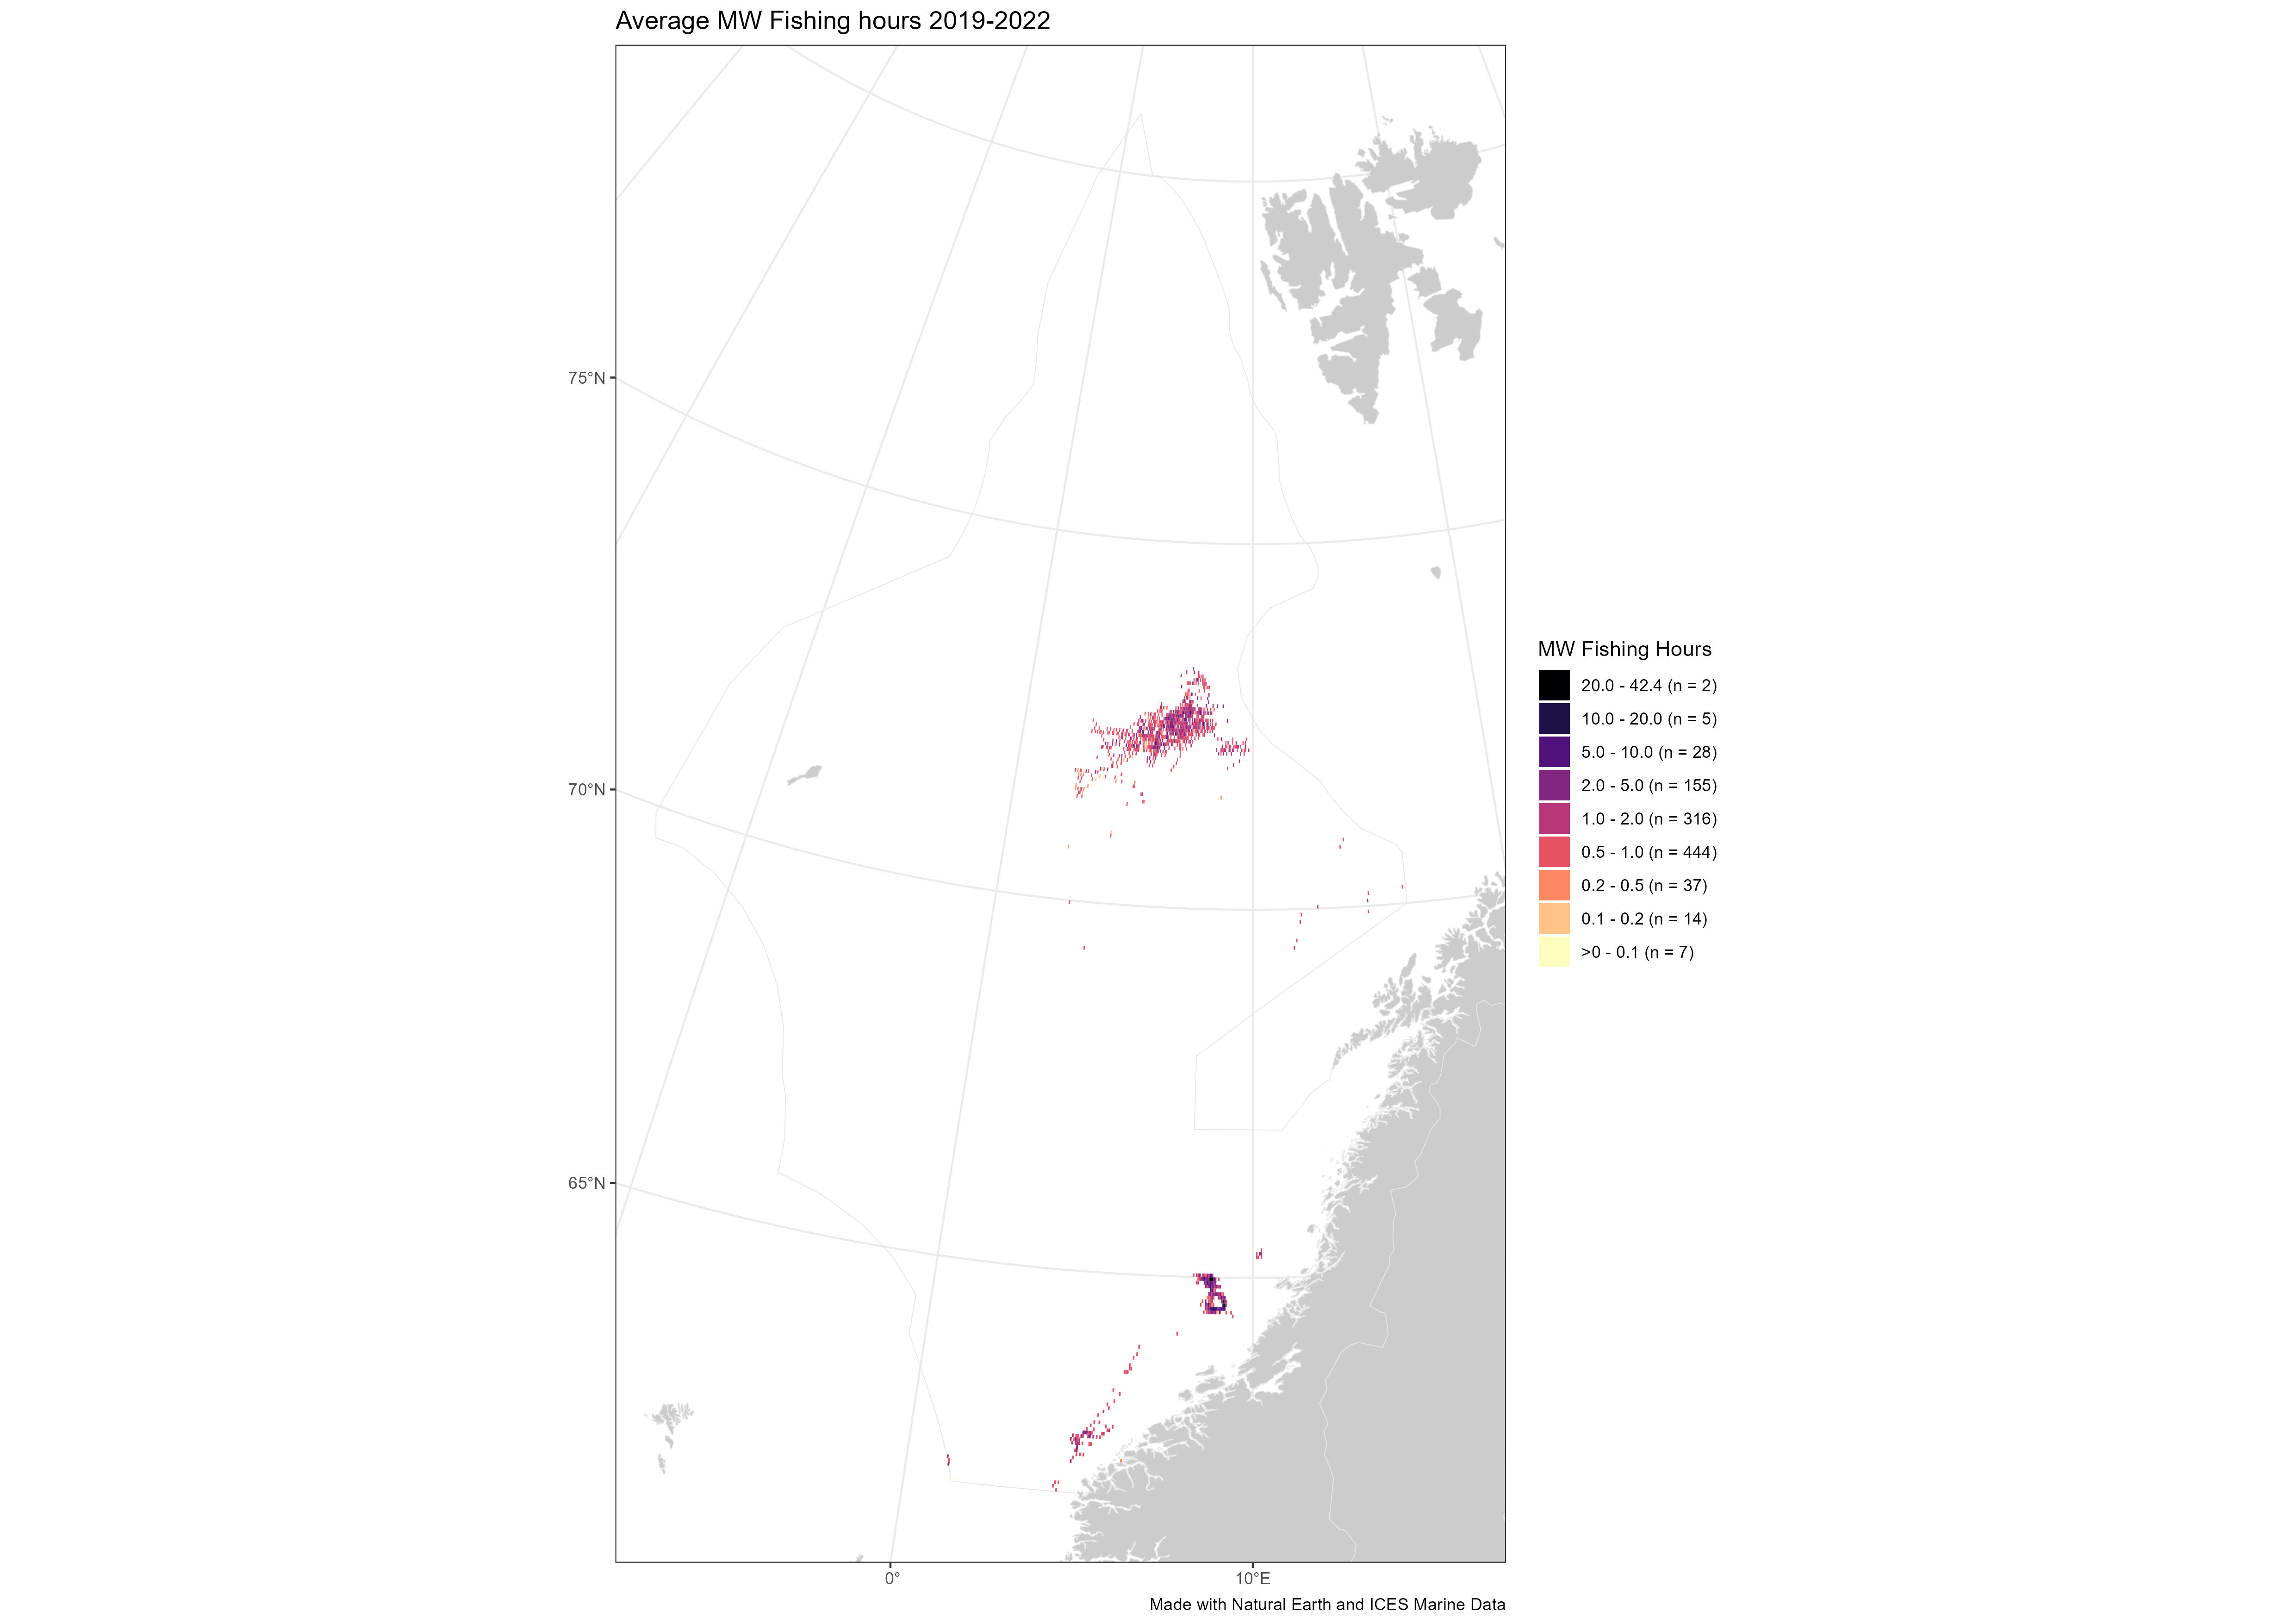 Average MW Fishing hours 2019-2022
75°N
70°N
65°N
0°
10°E
MW Fishing Hours
20.0 - 42.4 (n = 2)
10.0 - 20.0 (n = 5)
5.0 - 10.0 (n = 28)
2.0 - 5.0 (n = 155)
1.0 - 2.0 (n = 316)
0.5 - 1.0 (n = 444)
0.2 - 0.5 (n = 37)
0.1 - 0.2 (n = 14)
>0 - 0.1 (n = 7)
Made with Natural Earth and ICES Marine Data